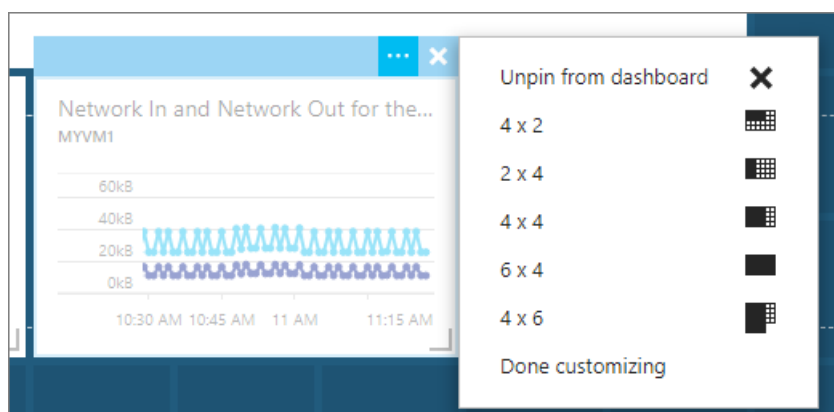 Network In and Network Out for the...
MYVM1
60kB
40kB
20kB
0kB
10:30 AM 10:45 AM 11 AM 11:15 AM
Unpin from dashboard
4 x 2
2 x 4
4 x 4
6 x 4
4 x 6
Done customizing